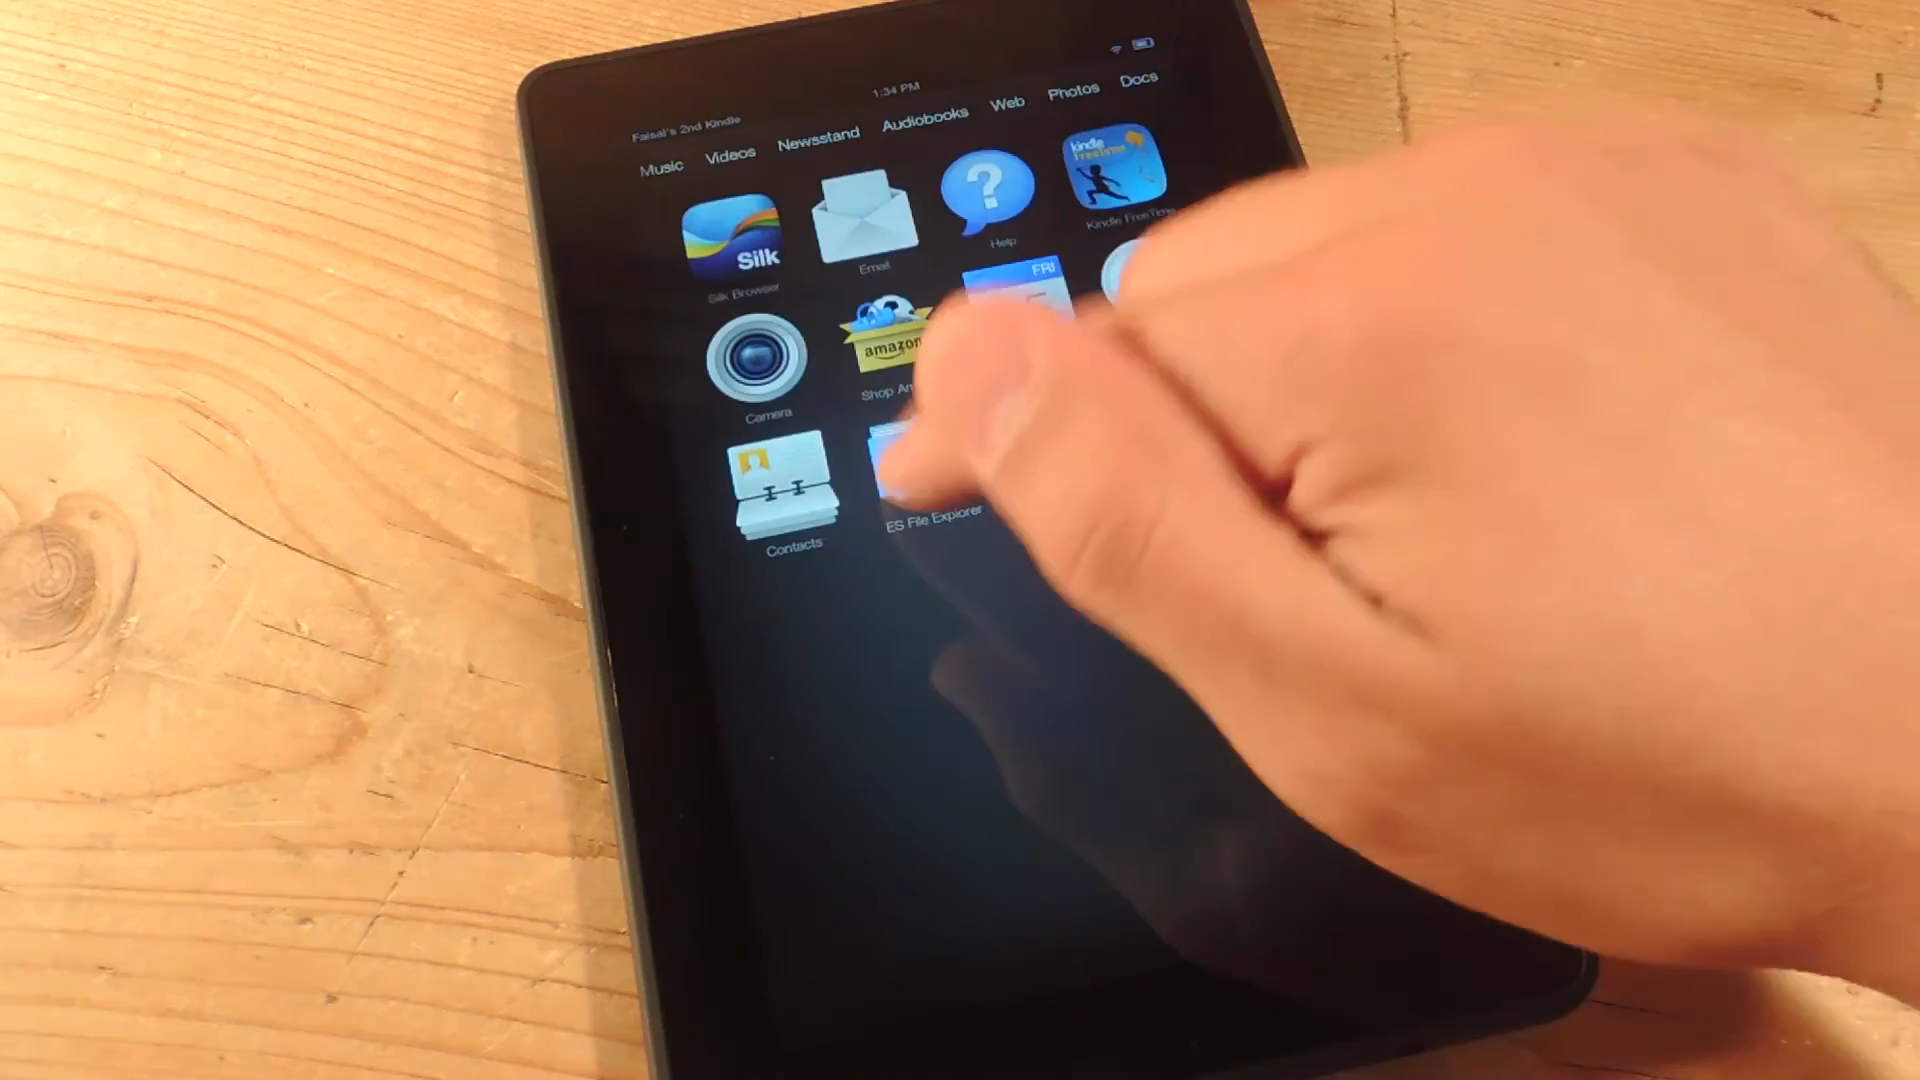 1:34 PM
Faisal's 2nd Kindle
Music Videos Newsstand Audiobooks Web Photos Docs
Silk
kindle
freetime
Silk Browser
Email
Help
Kindle FreeTime
FRI
amazon
Camera
Shop
Contacts
ES File Explorer